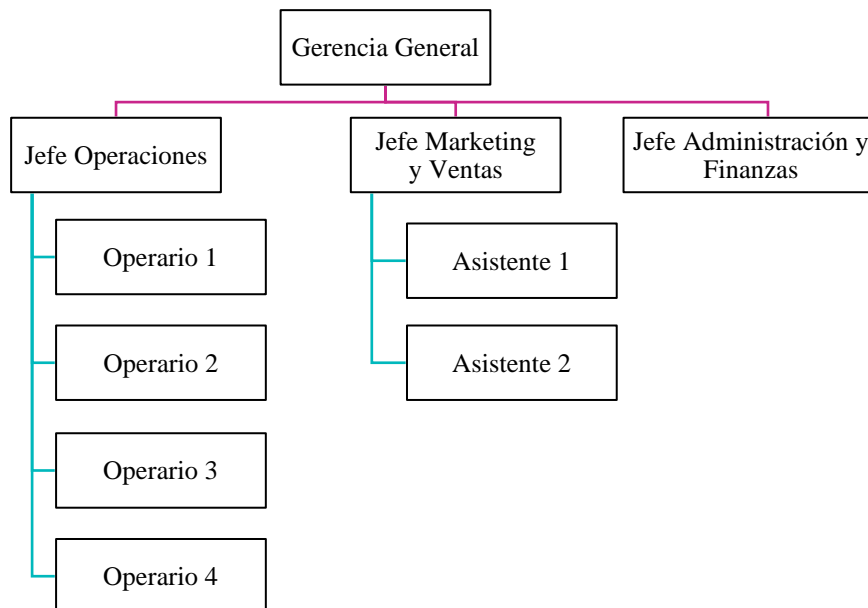 Gerencia General
Jefe Operaciones
Jefe Marketing
y Ventas
Jefe Administración y
Finanzas
Operario 1
Operario 2
Operario 3
Operario 4
Asistente 1
Asistente 2